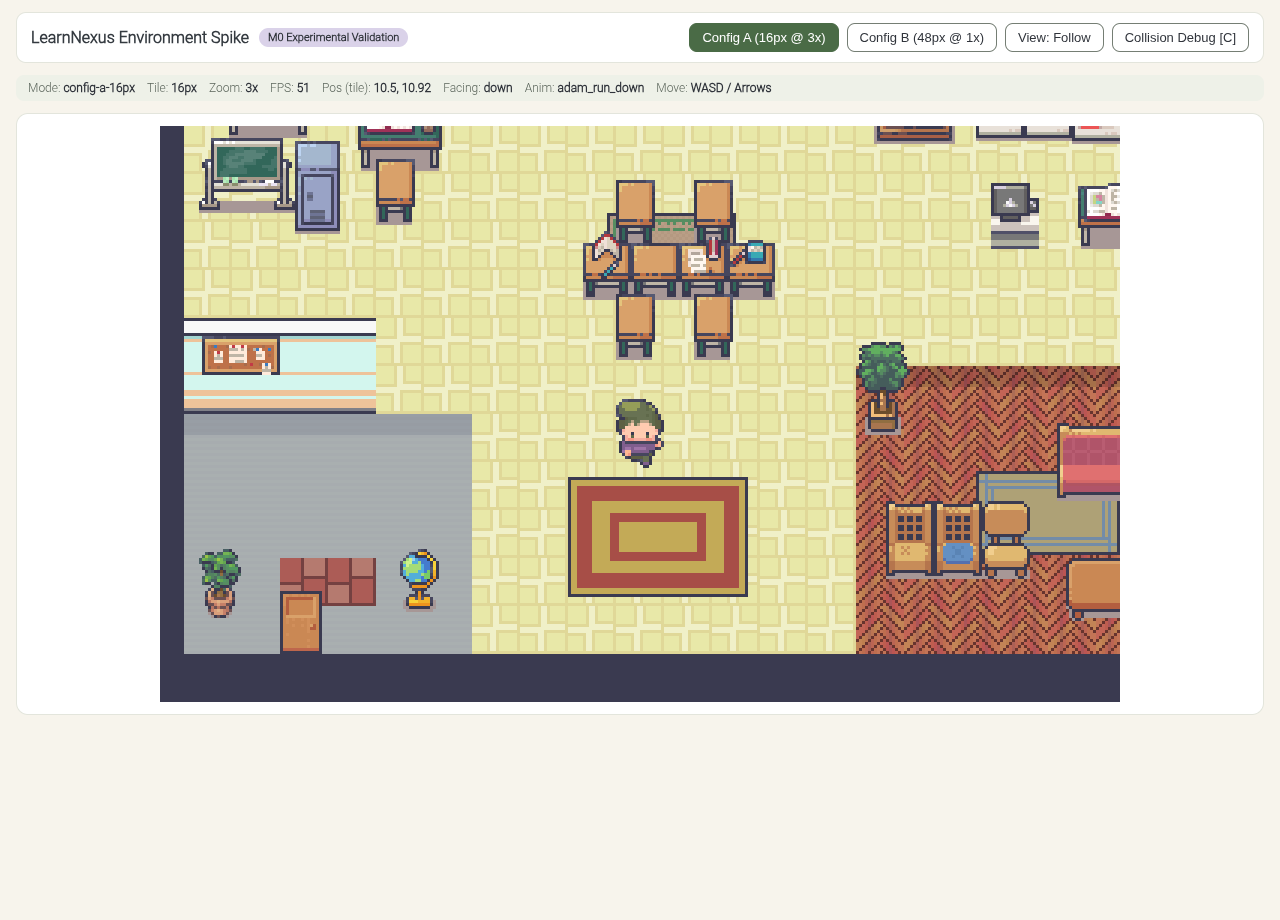 LearnNexus Environment Spike M0 Experimental Validation Config A (16px @ 3x) Config B (48px @ 1x) View: Follow Collision Debug [C]
Mode: config-a-16px Tile: 16px Zoom: 3x FPS: 51 Pos (tile): 10.5, 10.92 Facing: down Anim: adam_run_down Move: WASD / Arrows